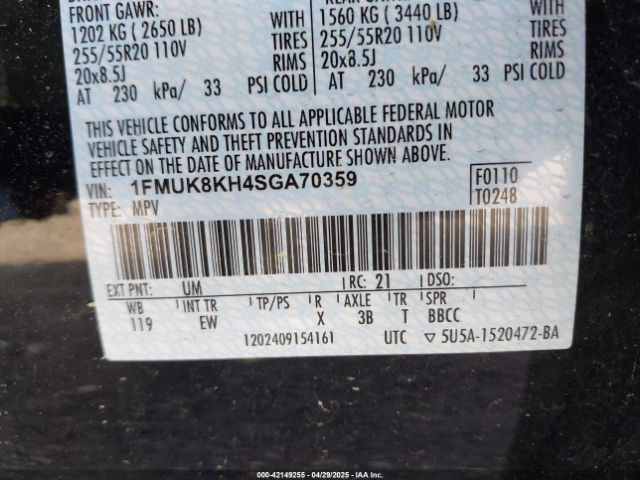 FRONT GAWR:
1202 KG ( 2650 LB) WITH
255/55R20 110V TIRES
20x8.5J RIMS
AT 230 kPa/ 33 PSI COLD
1560 KG ( 3440 LB) WITH
255/55R20 110V TIRES
20x8.5J RIMS
AT 230 kPa/ 33 PSI COLD
THIS VEHICLE CONFORMS TO ALL APPLICABLE FEDERAL MOTOR
VEHICLE SAFETY AND THEFT PREVENTION STANDARDS IN
EFFECT ON THE DATE OF MANUFACTURE SHOWN ABOVE.
VIN: 1FMUK8KH4SGA70359
TYPE: MPV
F0110
T0248
EXT PNT: UM RC: 21 DSO:
WB INT TR TP/PS R AXLE TR SPR
119 EW X 3B T BBCC
1202409154161 UTC ▽ 5U5A-1520472-BA
000-42149255 - 04/29/2025 - IAA, Inc.